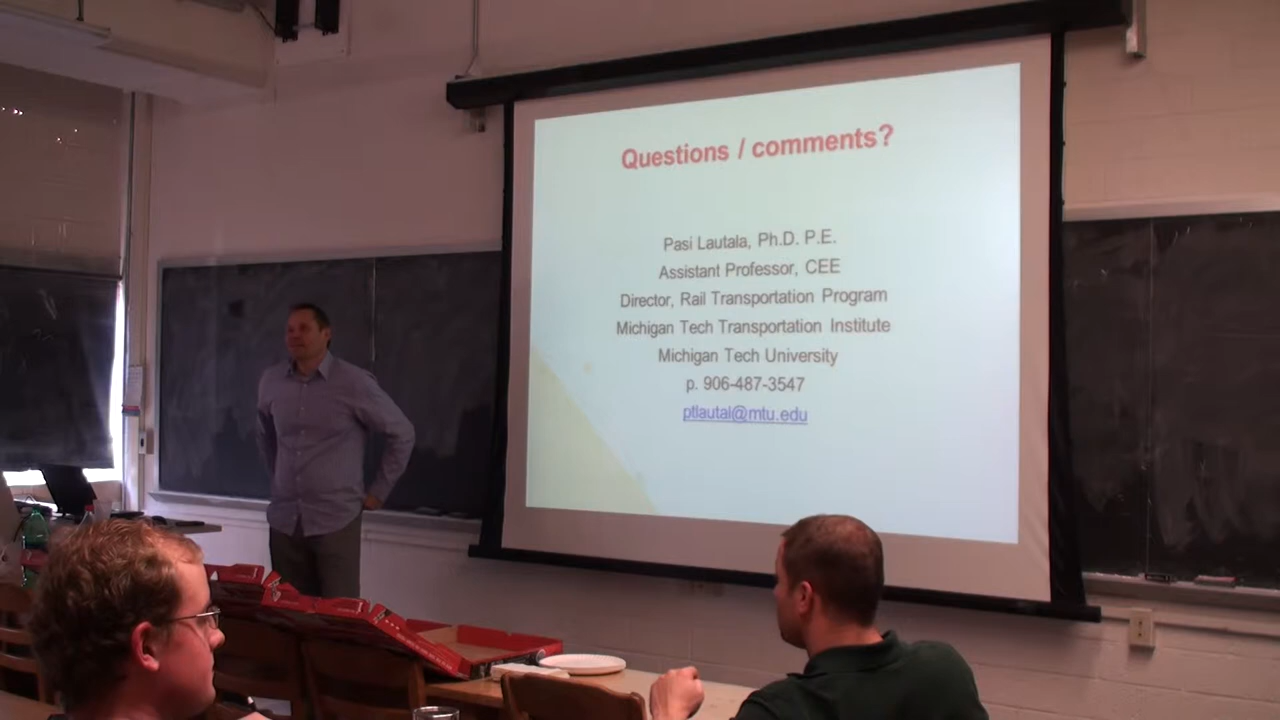 Questions / comments?
Pasi Lautala, Ph.D. P.E.
Assistant Professor, CEE
Director, Rail Transportation Program
Michigan Tech Transportation Institute
Michigan Tech University
p. 906-487-3547
ptlautal@mtu.edu